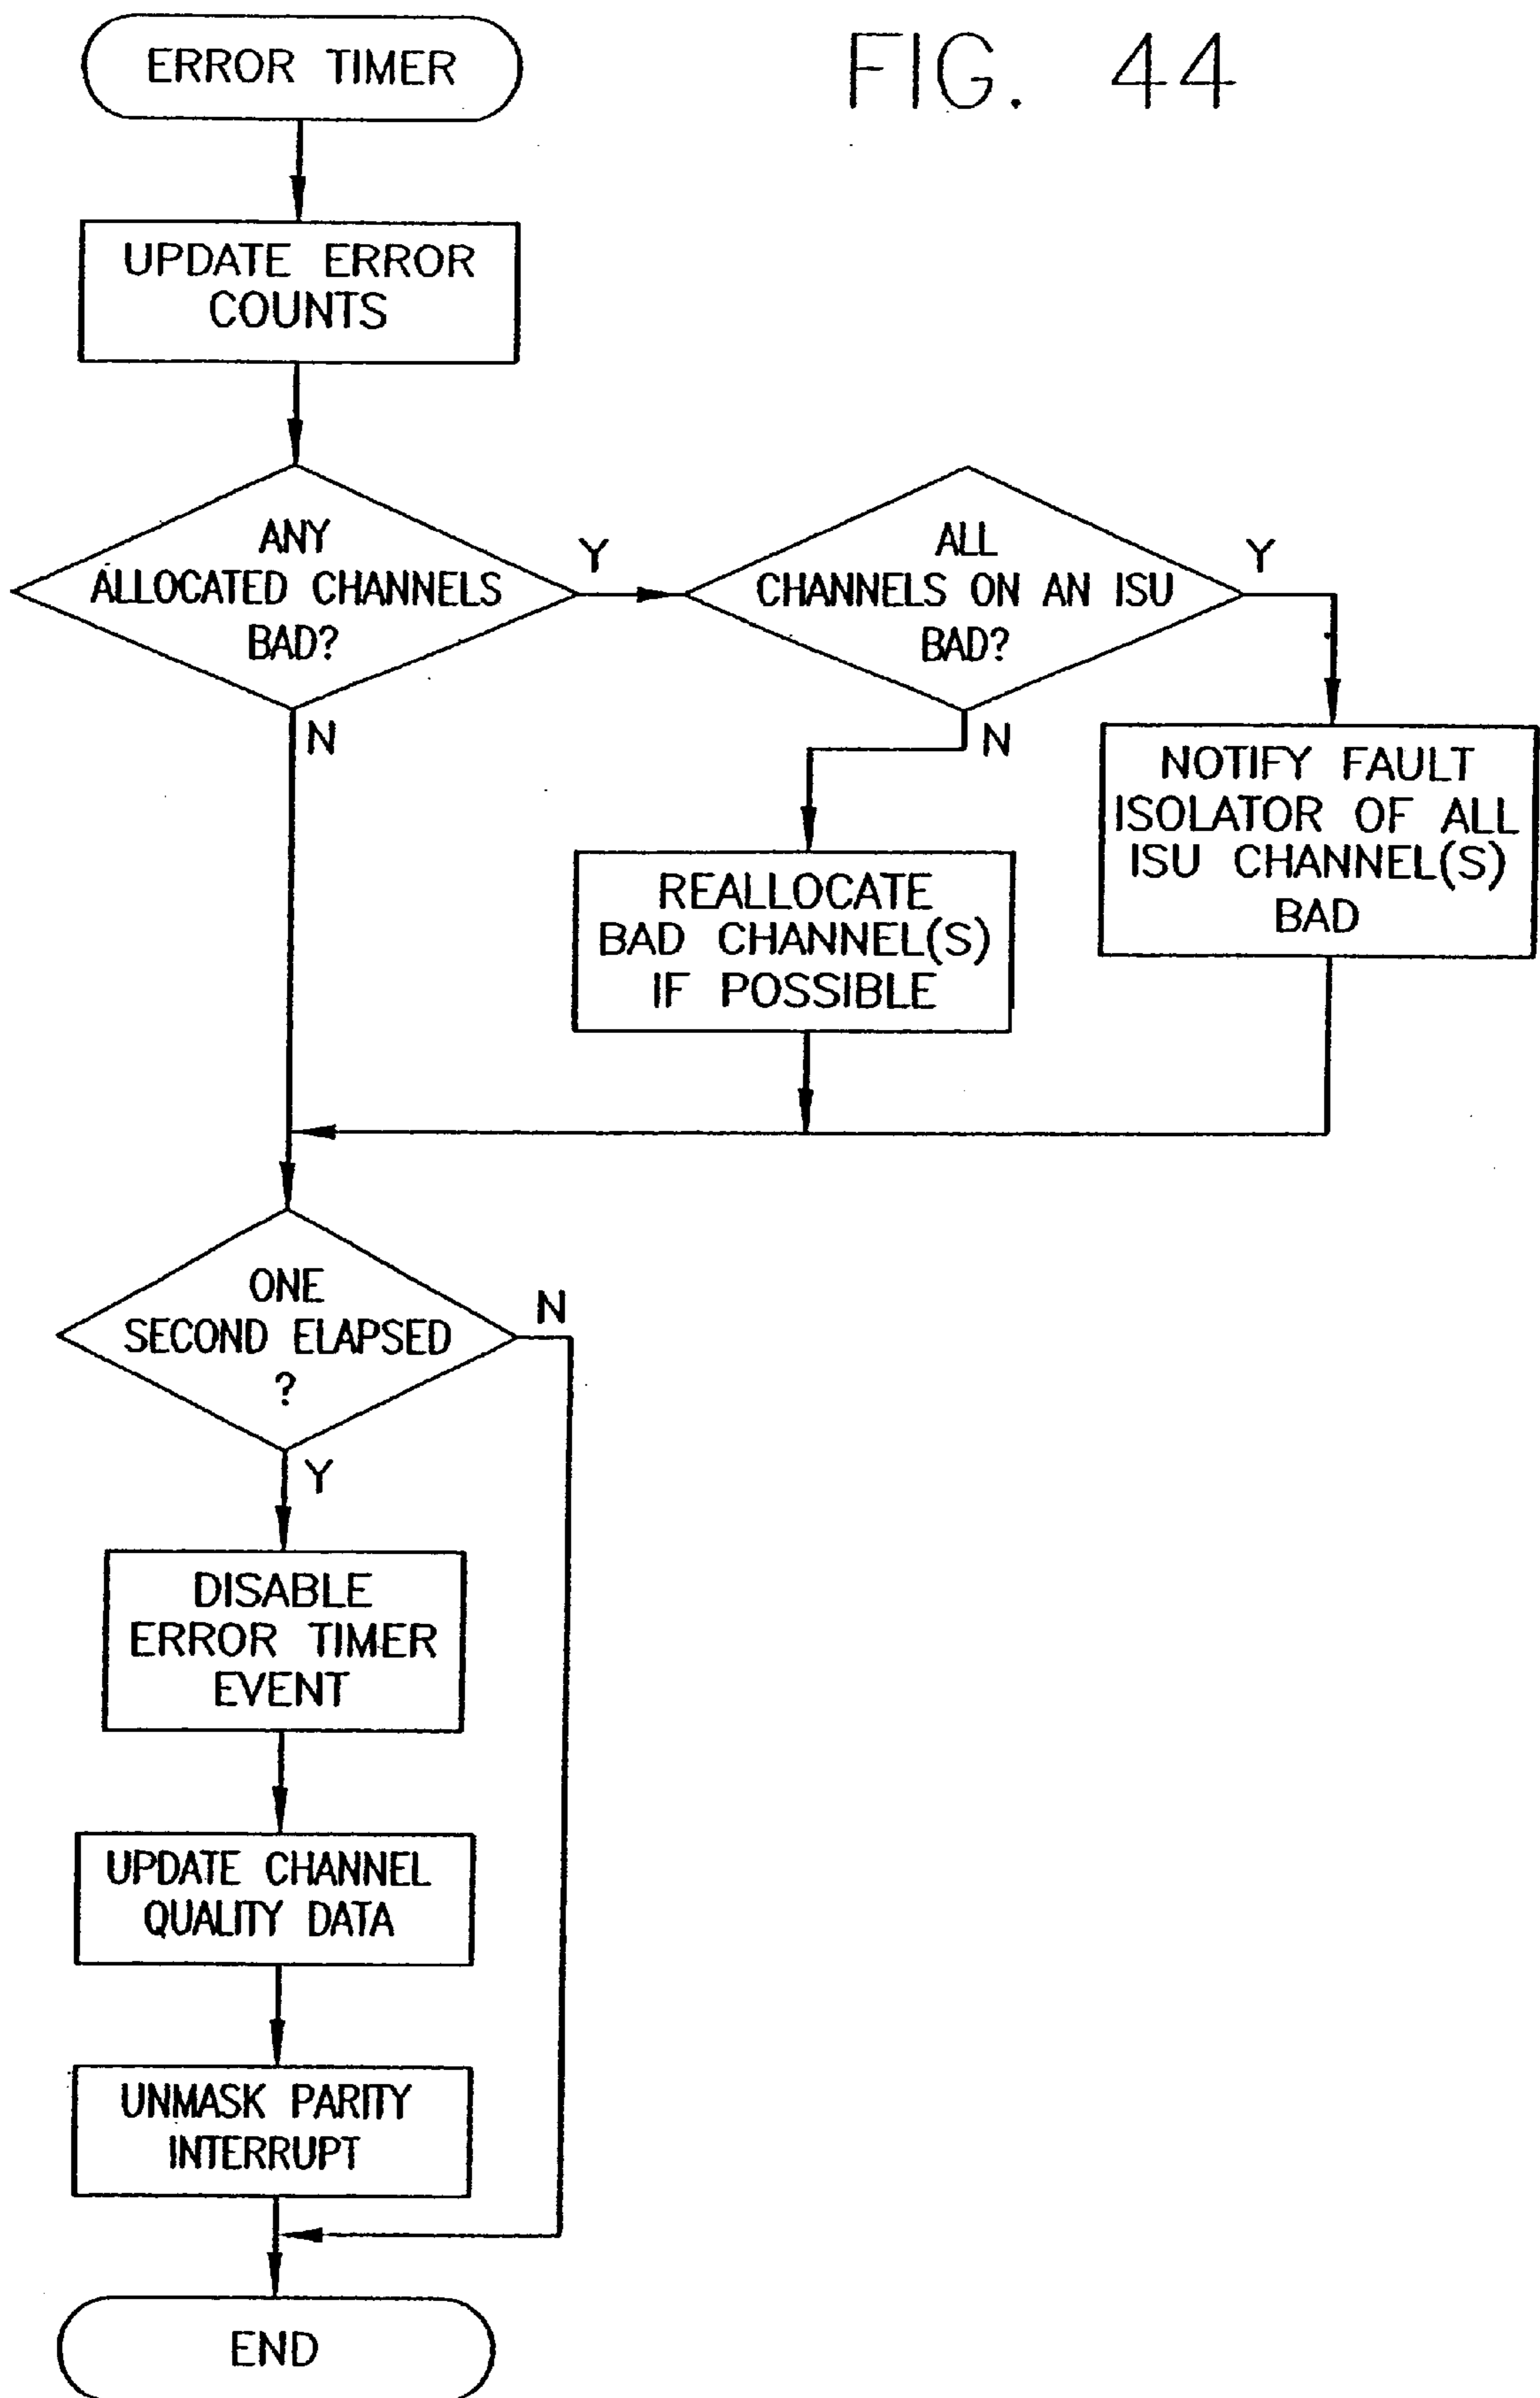 FIG. 44
ERROR TIMER
UPDATE ERROR
COUNTS
ANY
ALLOCATED CHANNELS
BAD?
Y
N
ALL
CHANNELS ON AN ISU
BAD?
Y
N
NOTIFY FAULT
ISOLATOR OF ALL
ISU CHANNEL(S)
BAD
REALLOCATE
BAD CHANNEL(S)
IF POSSIBLE
ONE
SECOND ELAPSED
?
N
Y
DISABLE
ERROR TIMER
EVENT
UPDATE CHANNEL
QUALITY DATA
UNMASK PARITY
INTERRUPT
END